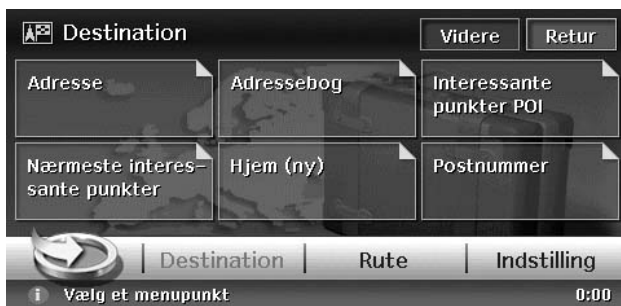 Destination
Videre
Retur
Adresse
Adressebog
Interessante
punkter POI
Nærmeste interes-
sante punkter
Hjem (ny)
Postnummer
Destination
Rute
Indstilling
i Vælg et menupunkt
0:00